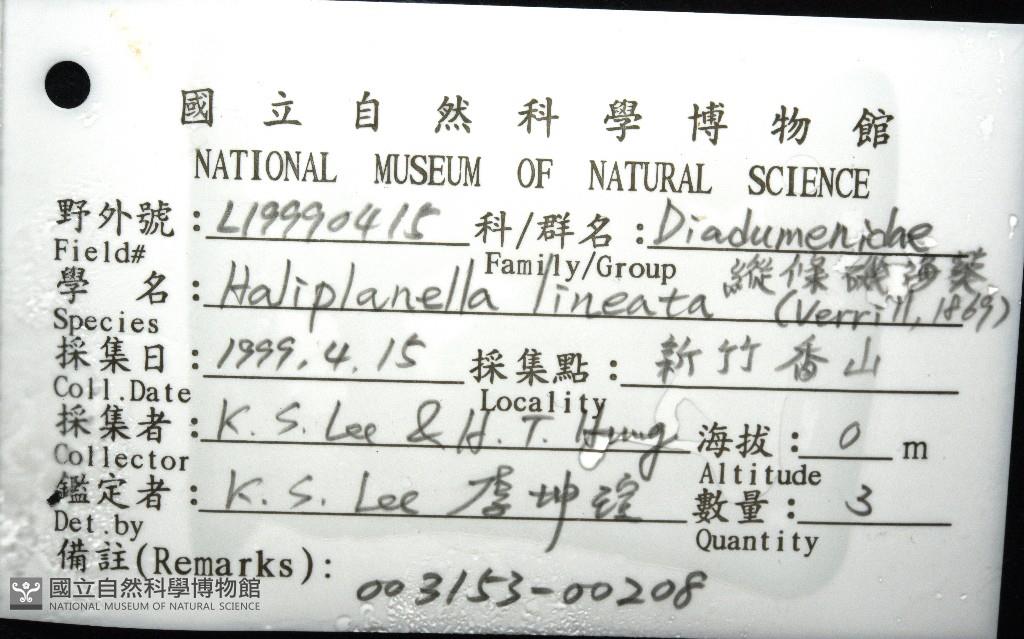 國立自然科學博物館
NATIONAL MUSEUM OF NATURAL SCIENCE
野外號:L19990415 科/群名:Diadumenidae
Field# Family/Group
縱條磯海葵
學 名:Haliplanella lineata (Verrill, 1869)
Species
採集日:1999.4.15 採集點:新竹香山
Coll.Date Locality
採集者:K. S. Lee & H. T. Hung 海拔:0 m
Collector Altitude
鑑定者:K. S. Lee 李坤瑄 數量:3
Det.by Quantity
備註(Remarks):
003153-00208
國立自然科學博物館
NATIONAL MUSEUM OF NATURAL SCIENCE